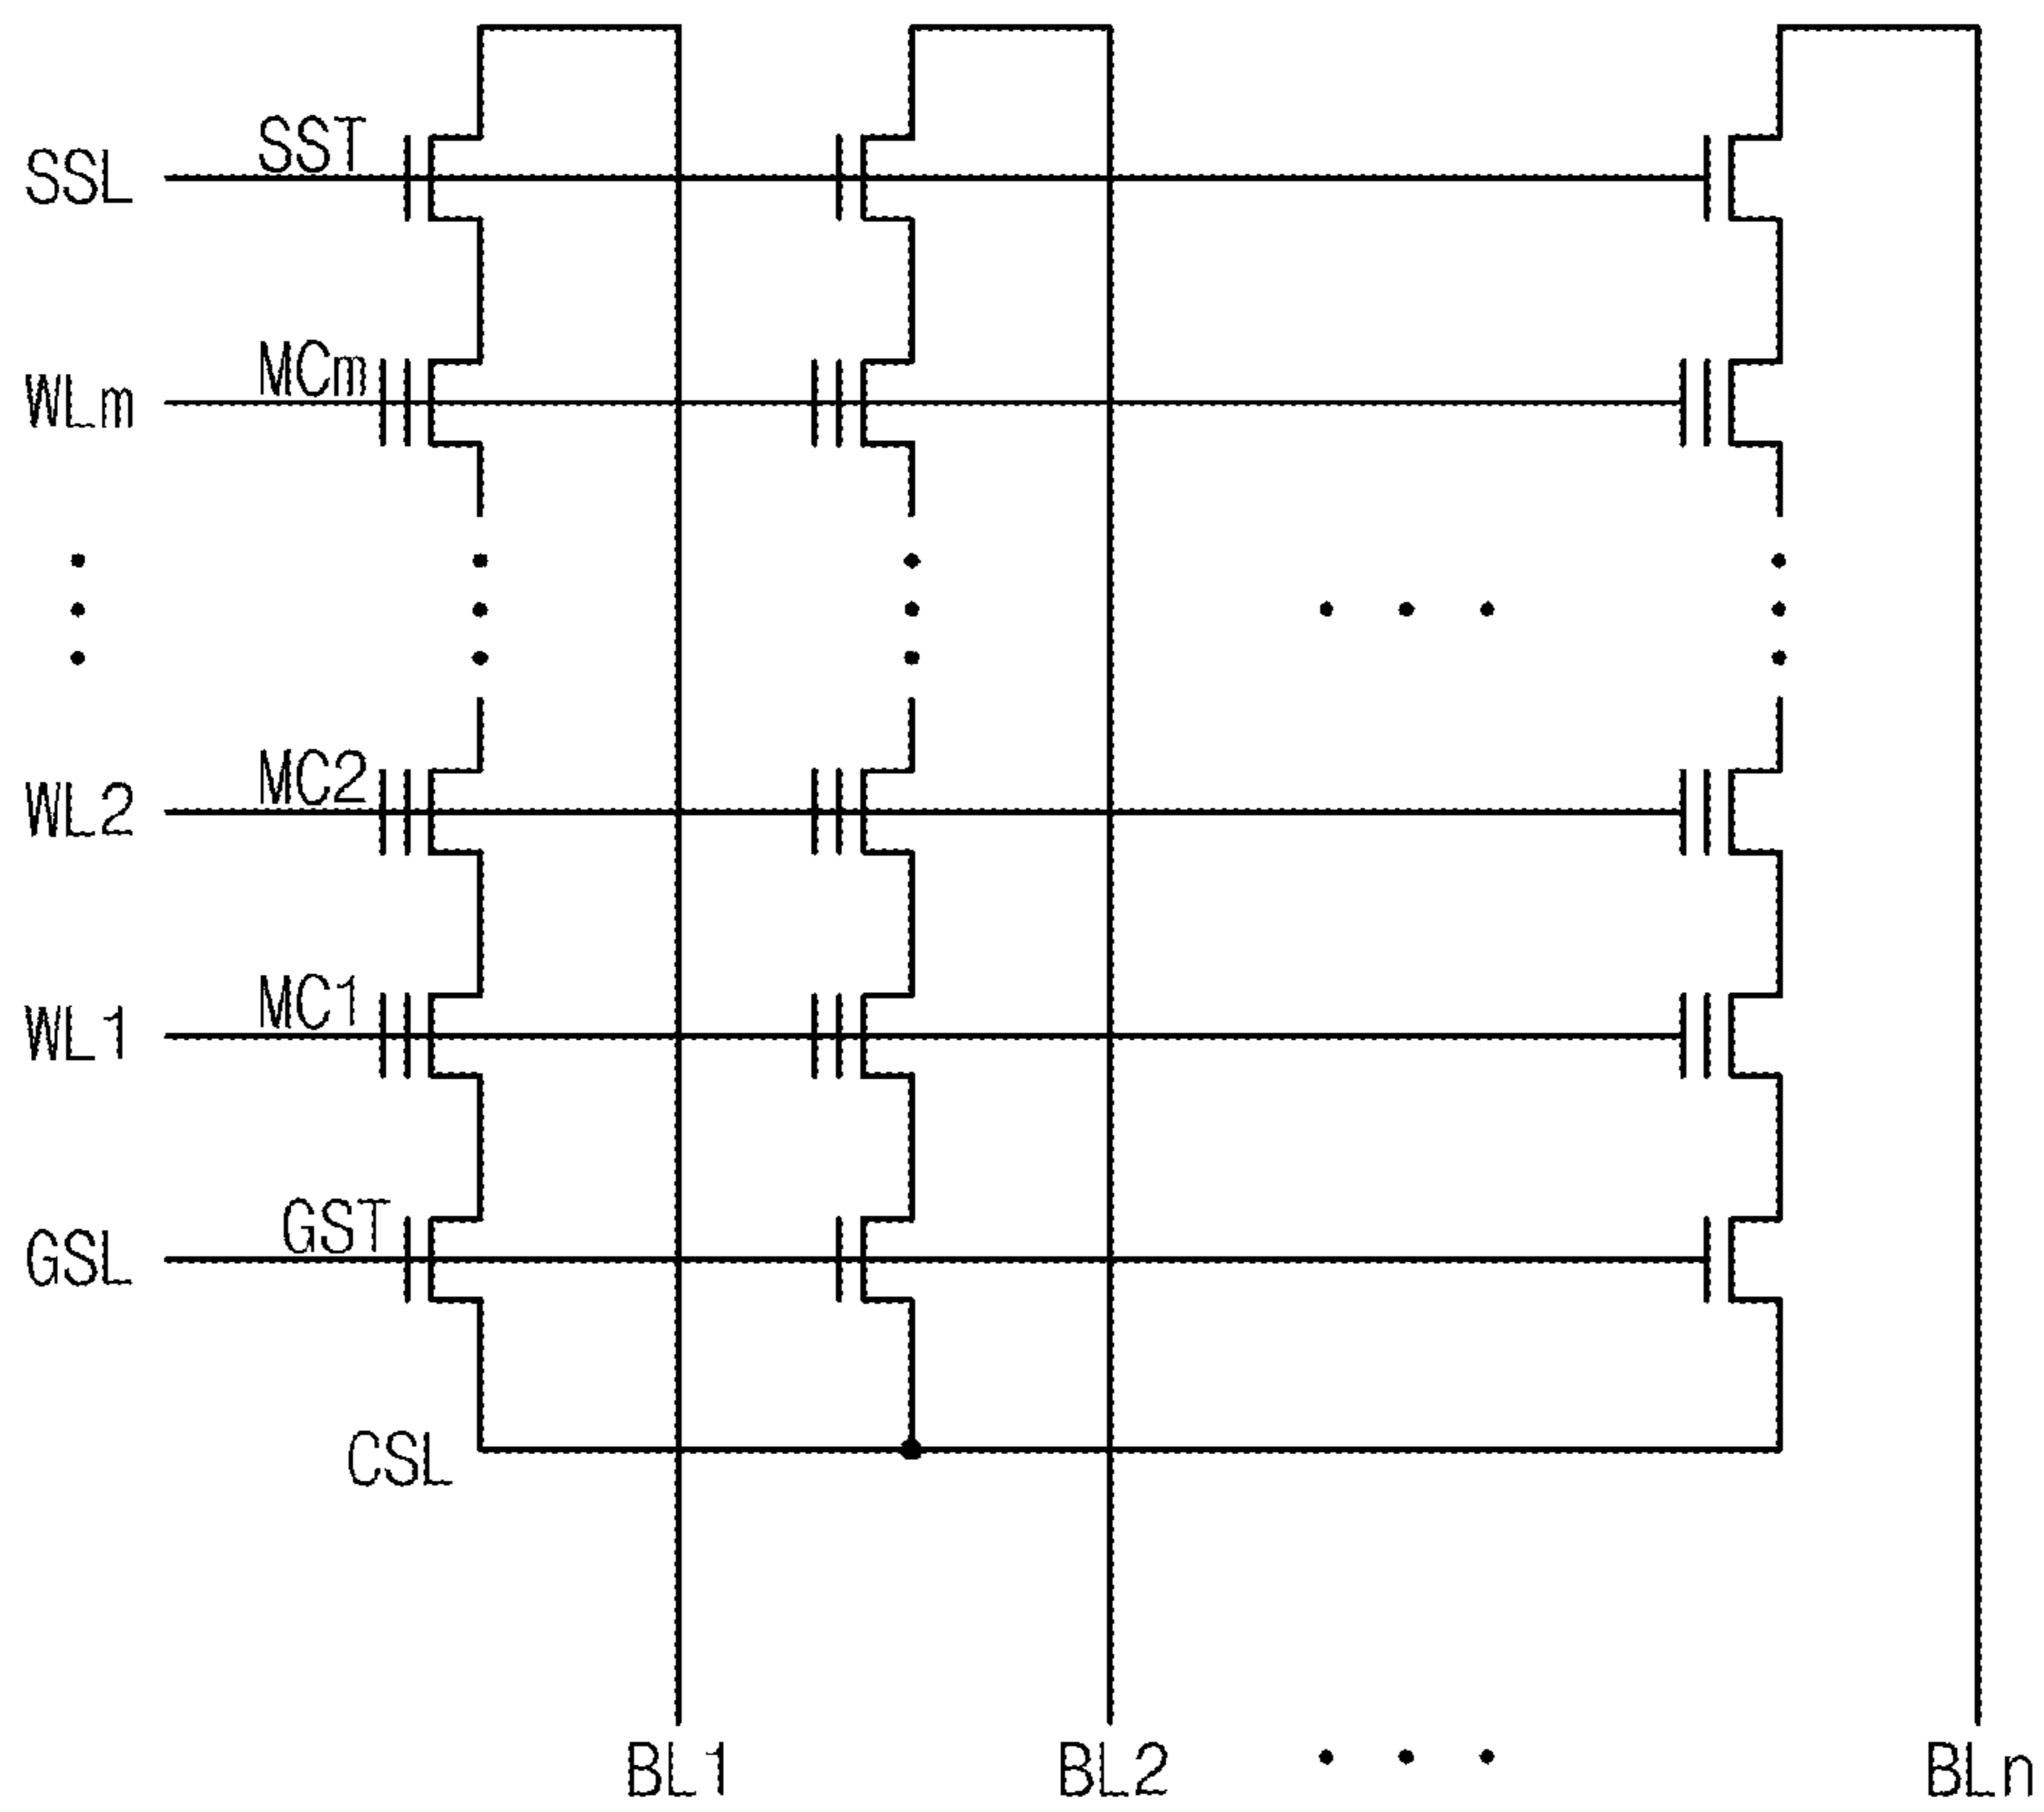 SST
SSL
MCm
WLm
MC2
WL2
MC1
WL1
GST
GSL
CSL
BL1 BL2 BLn